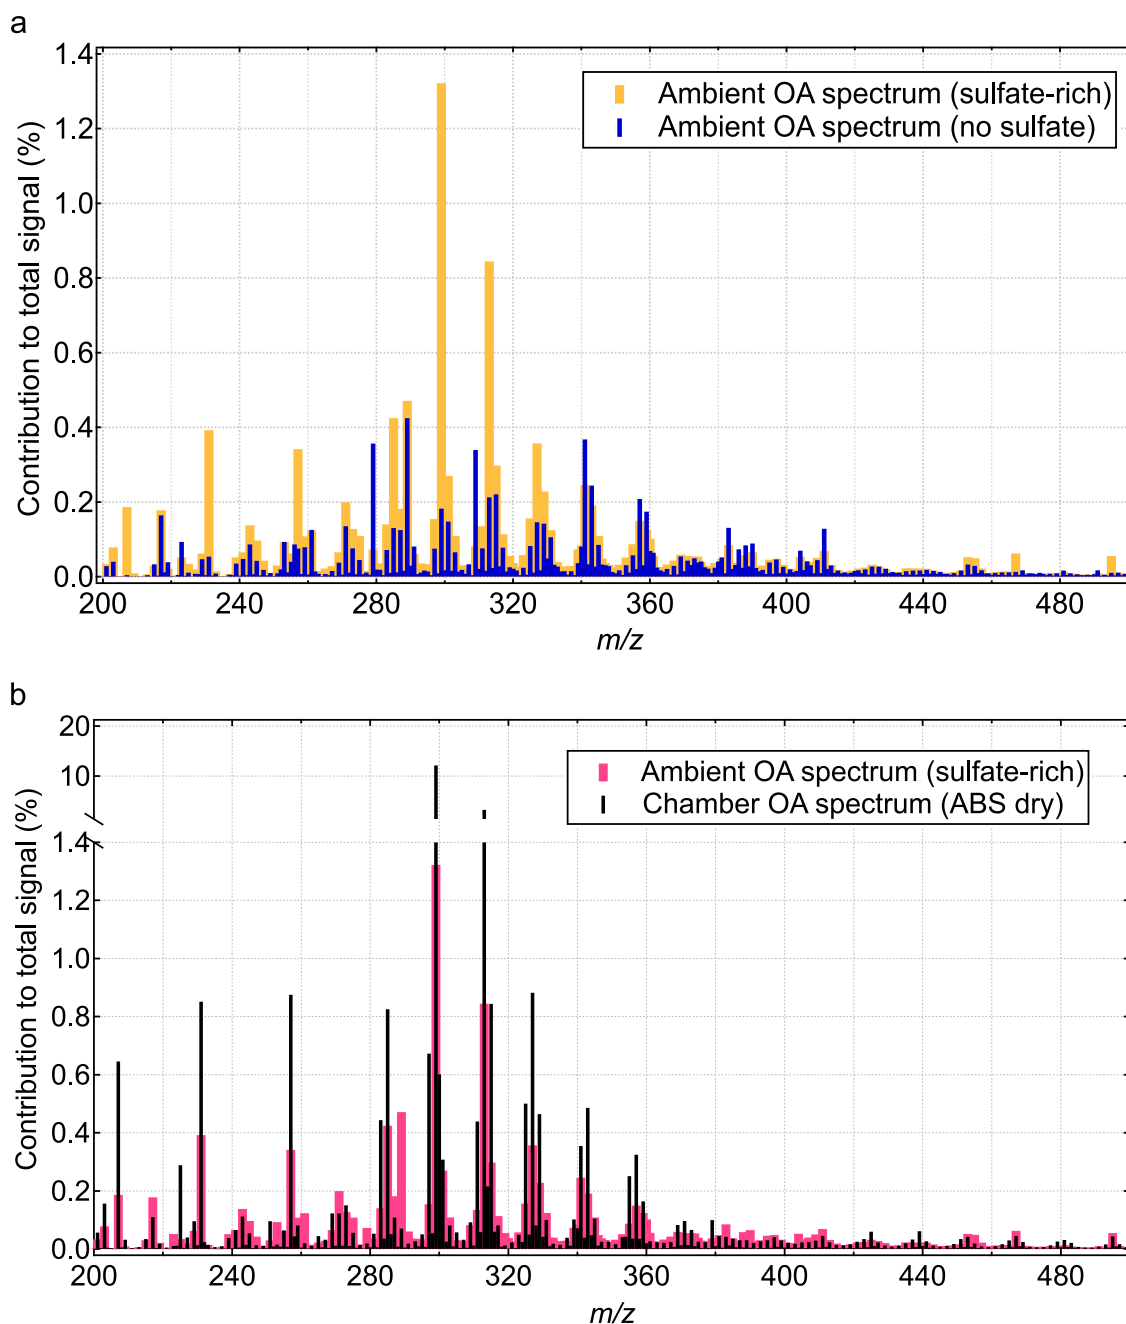 a
1.4
1.2
1.0
0.8
0.6
0.4
0.2
0.0
Contribution to total signal (%)
Ambient OA spectrum (sulfate-rich)
Ambient OA spectrum (no sulfate)
200 240 280 320 360 400 440 480
m/z
b
20
10
1.4
1.2
1.0
0.8
0.6
0.4
0.2
0.0
Contribution to total signal (%)
Ambient OA spectrum (sulfate-rich)
Chamber OA spectrum (ABS dry)
200 240 280 320 360 400 440 480
m/z